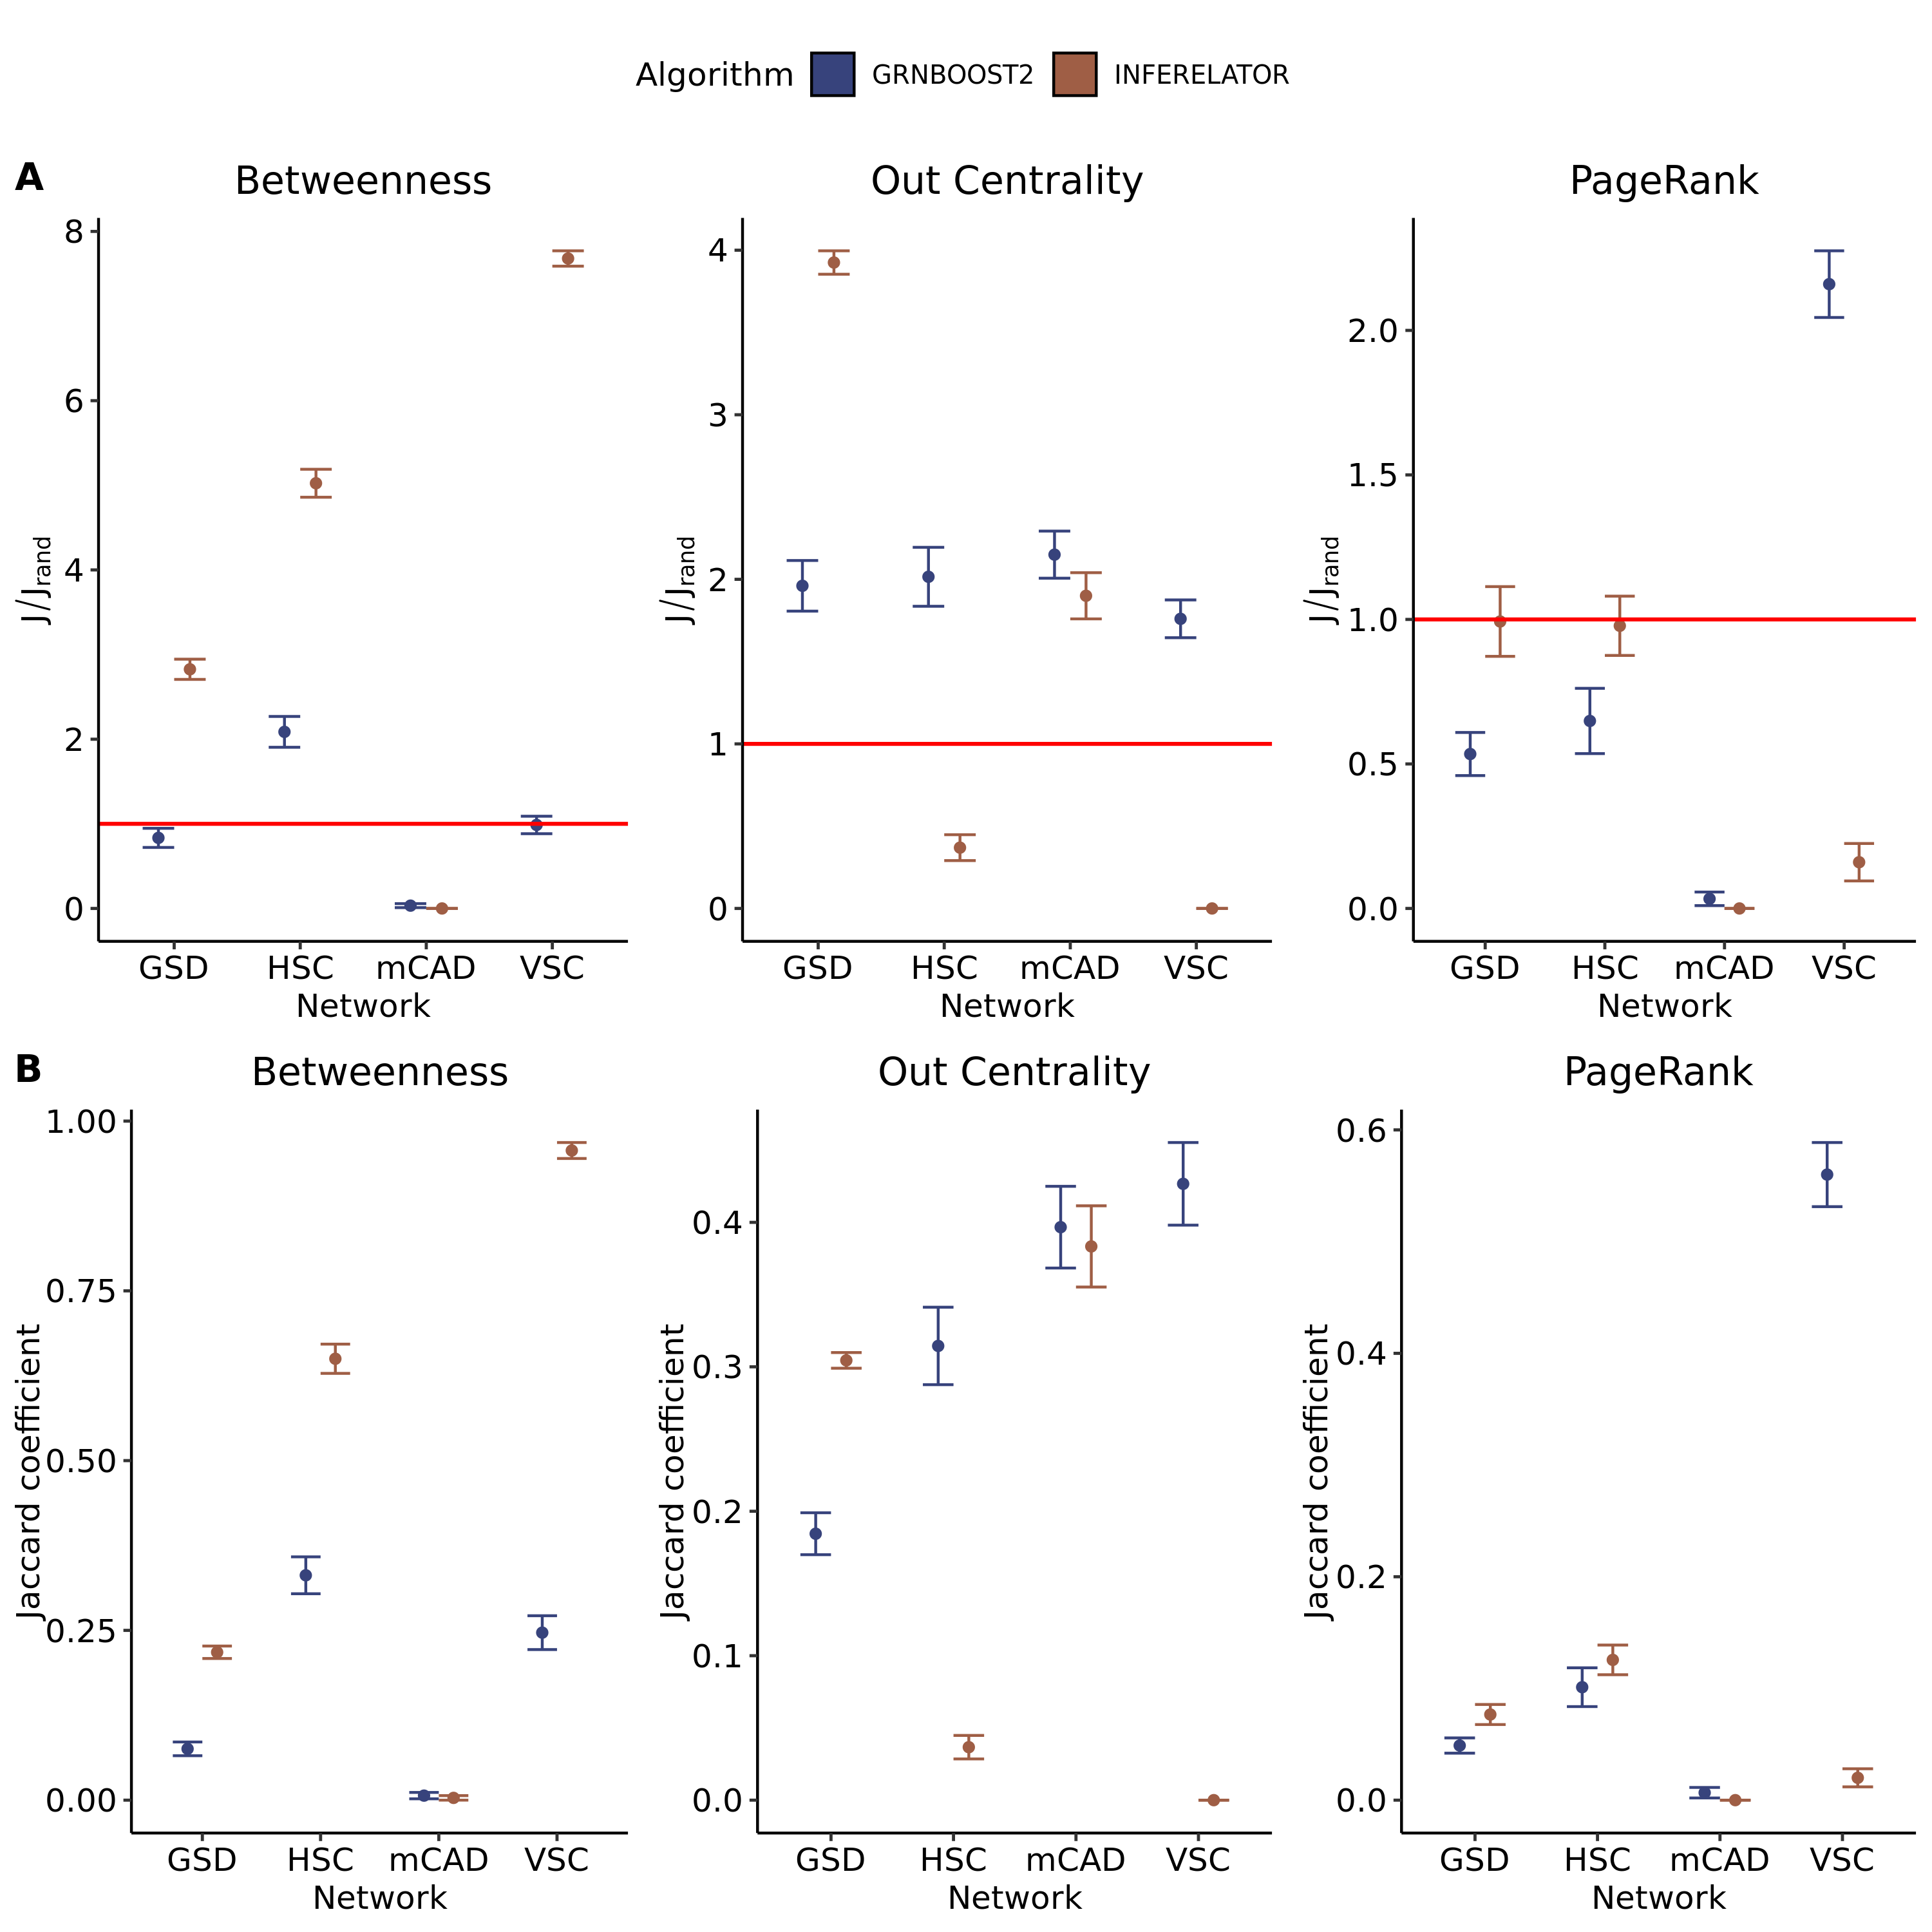 Algorithm GRNBOOST2 INFERELATOR
A
Betweenness
J/Jrand
8
6
4
2
0
GSD HSC mCAD VSC
Network
Out Centrality
J/Jrand
4
3
2
1
0
GSD HSC mCAD VSC
Network
PageRank
J/Jrand
2.0
1.5
1.0
0.5
0.0
GSD HSC mCAD VSC
Network
B
Betweenness
Jaccard coefficient
1.00
0.75
0.50
0.25
0.00
GSD HSC mCAD VSC
Network
Out Centrality
Jaccard coefficient
0.4
0.3
0.2
0.1
0.0
GSD HSC mCAD VSC
Network
PageRank
Jaccard coefficient
0.6
0.4
0.2
0.0
GSD HSC mCAD VSC
Network